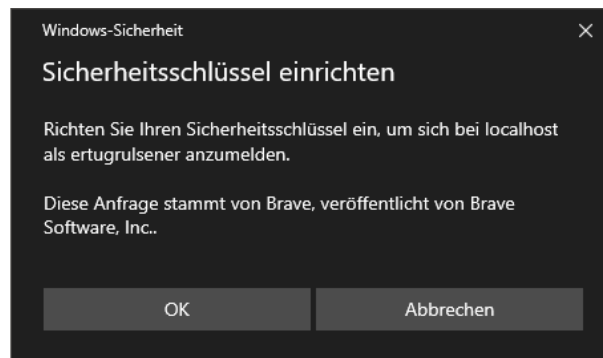 Windows-Sicherheit
Sicherheitsschlüssel einrichten
Richten Sie Ihren Sicherheitsschlüssel ein, um sich bei localhost
als ertugrulsener anzumelden.
Diese Anfrage stammt von Brave, veröffentlicht von Brave
Software, Inc..
OK
Abbrechen